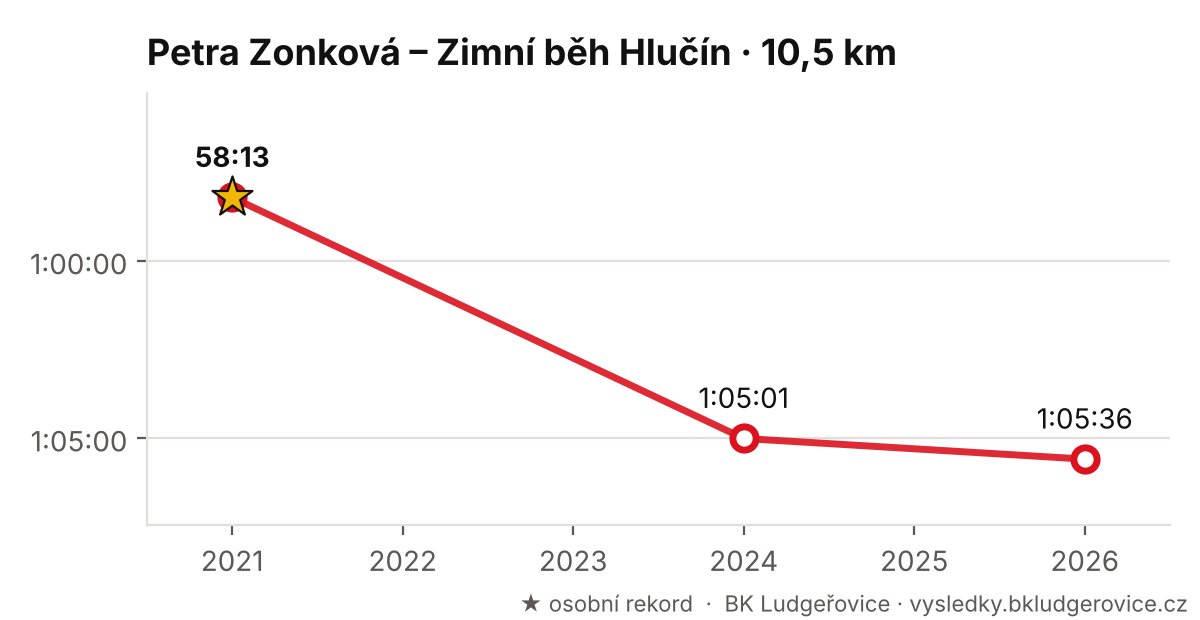 Petra Zonková – Zimní běh Hlučín · 10,5 km
58:13
1:00:00
1:05:01
1:05:36
1:05:00
2021 2022 2023 2024 2025 2026
★ osobní rekord · BK Ludgeřovice · vysledky.bkludgerovice.cz